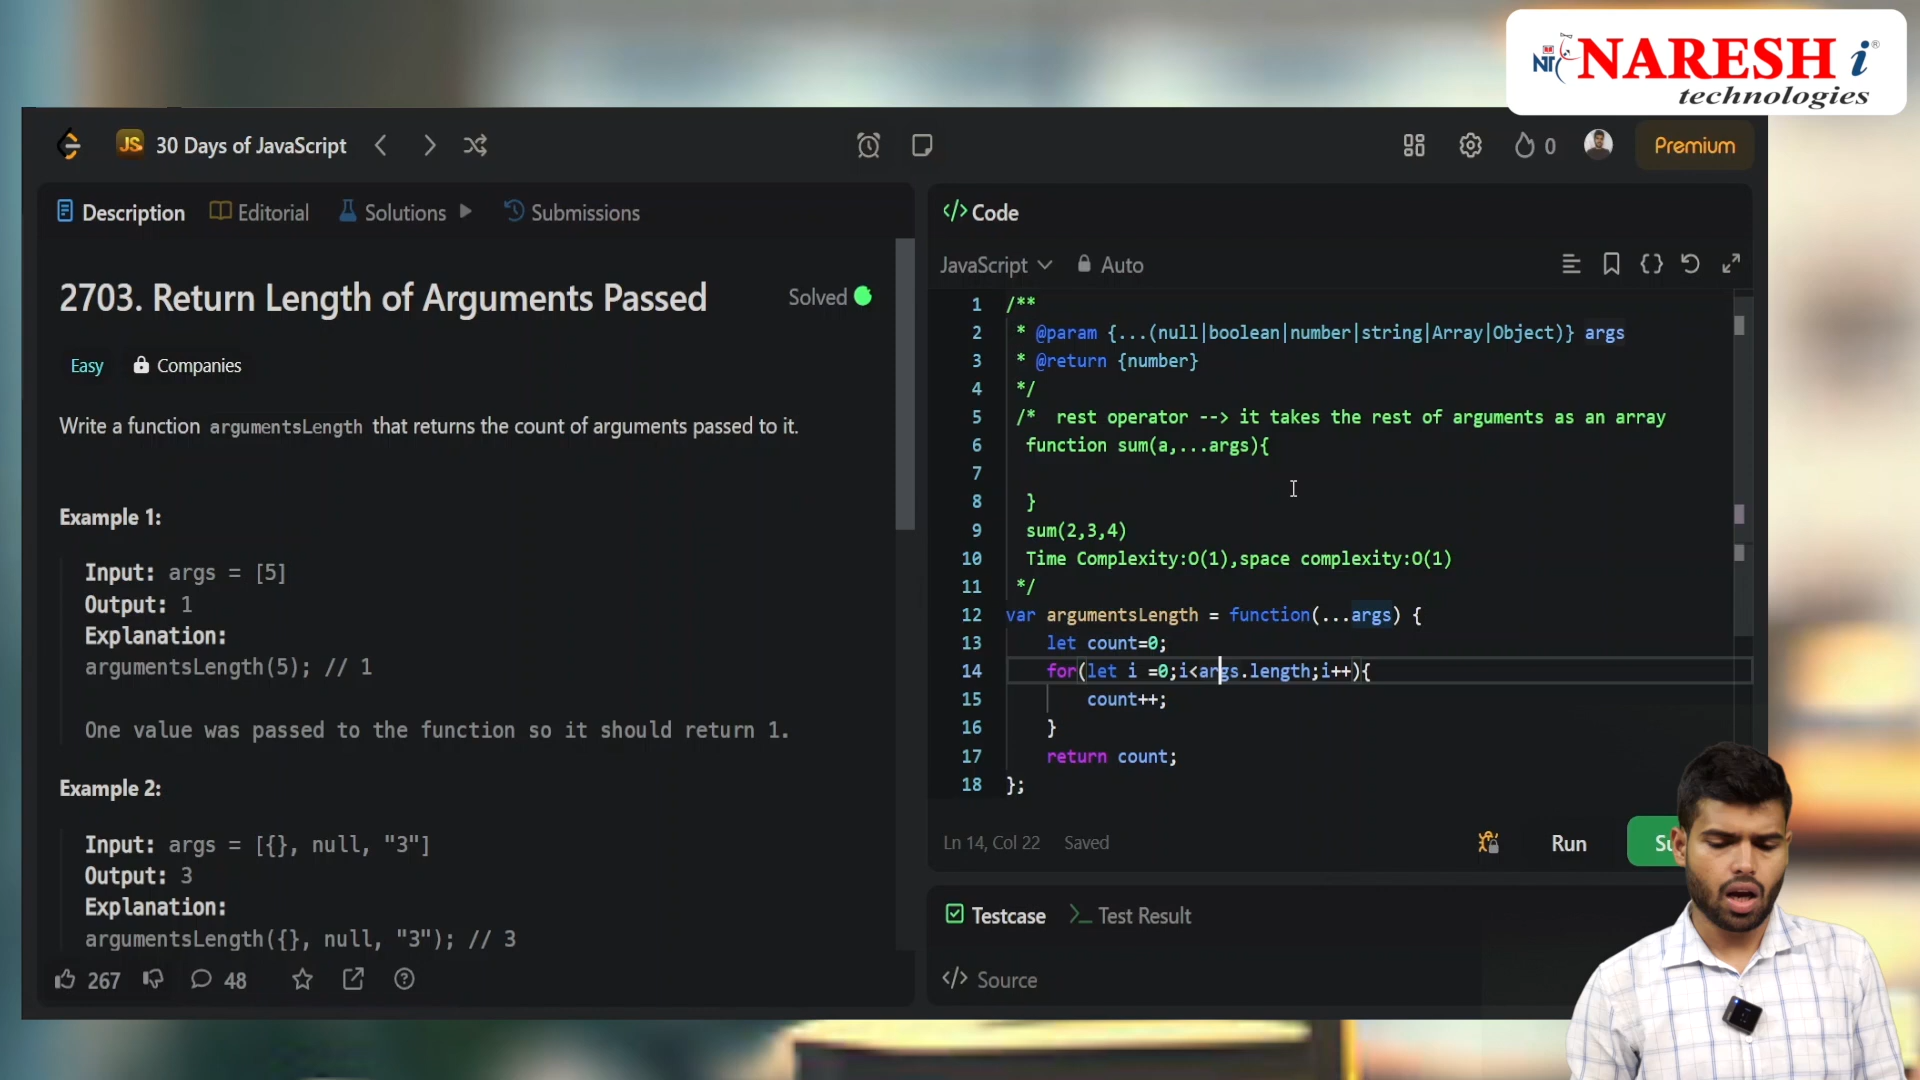 NT NARESH i ®
technologies
JS 30 Days of JavaScript
0
Premium
Description
Editorial
Solutions
Submissions
2703. Return Length of Arguments Passed
Solved
Easy
Companies
Write a function argumentsLength that returns the count of arguments passed to it.
Example 1:
Input: args = [5]
Output: 1
Explanation:
argumentsLength(5); // 1
One value was passed to the function so it should return 1.
Example 2:
Input: args = [{}, null, "3"]
Output: 3
Explanation:
argumentsLength({}, null, "3"); // 3
267
48
</> Code
JavaScript
Auto
1 /**
2 * @param {...(null|boolean|number|string|Array|Object)} args
3 * @return {number}
4 */
5 /* rest operator --> it takes the rest of arguments as an array
6 function sum(a,...args){
7
8 }
9 sum(2,3,4)
10 Time Complexity:O(1),space complexity:O(1)
11 */
12 var argumentsLength = function(...args) {
13 let count=0;
14 for(let i =0;i<args.length;i++){
15 count++;
16 }
17 return count;
18 };
Ln 14, Col 22
Saved
Run
Su
Testcase
>_ Test Result
</> Source